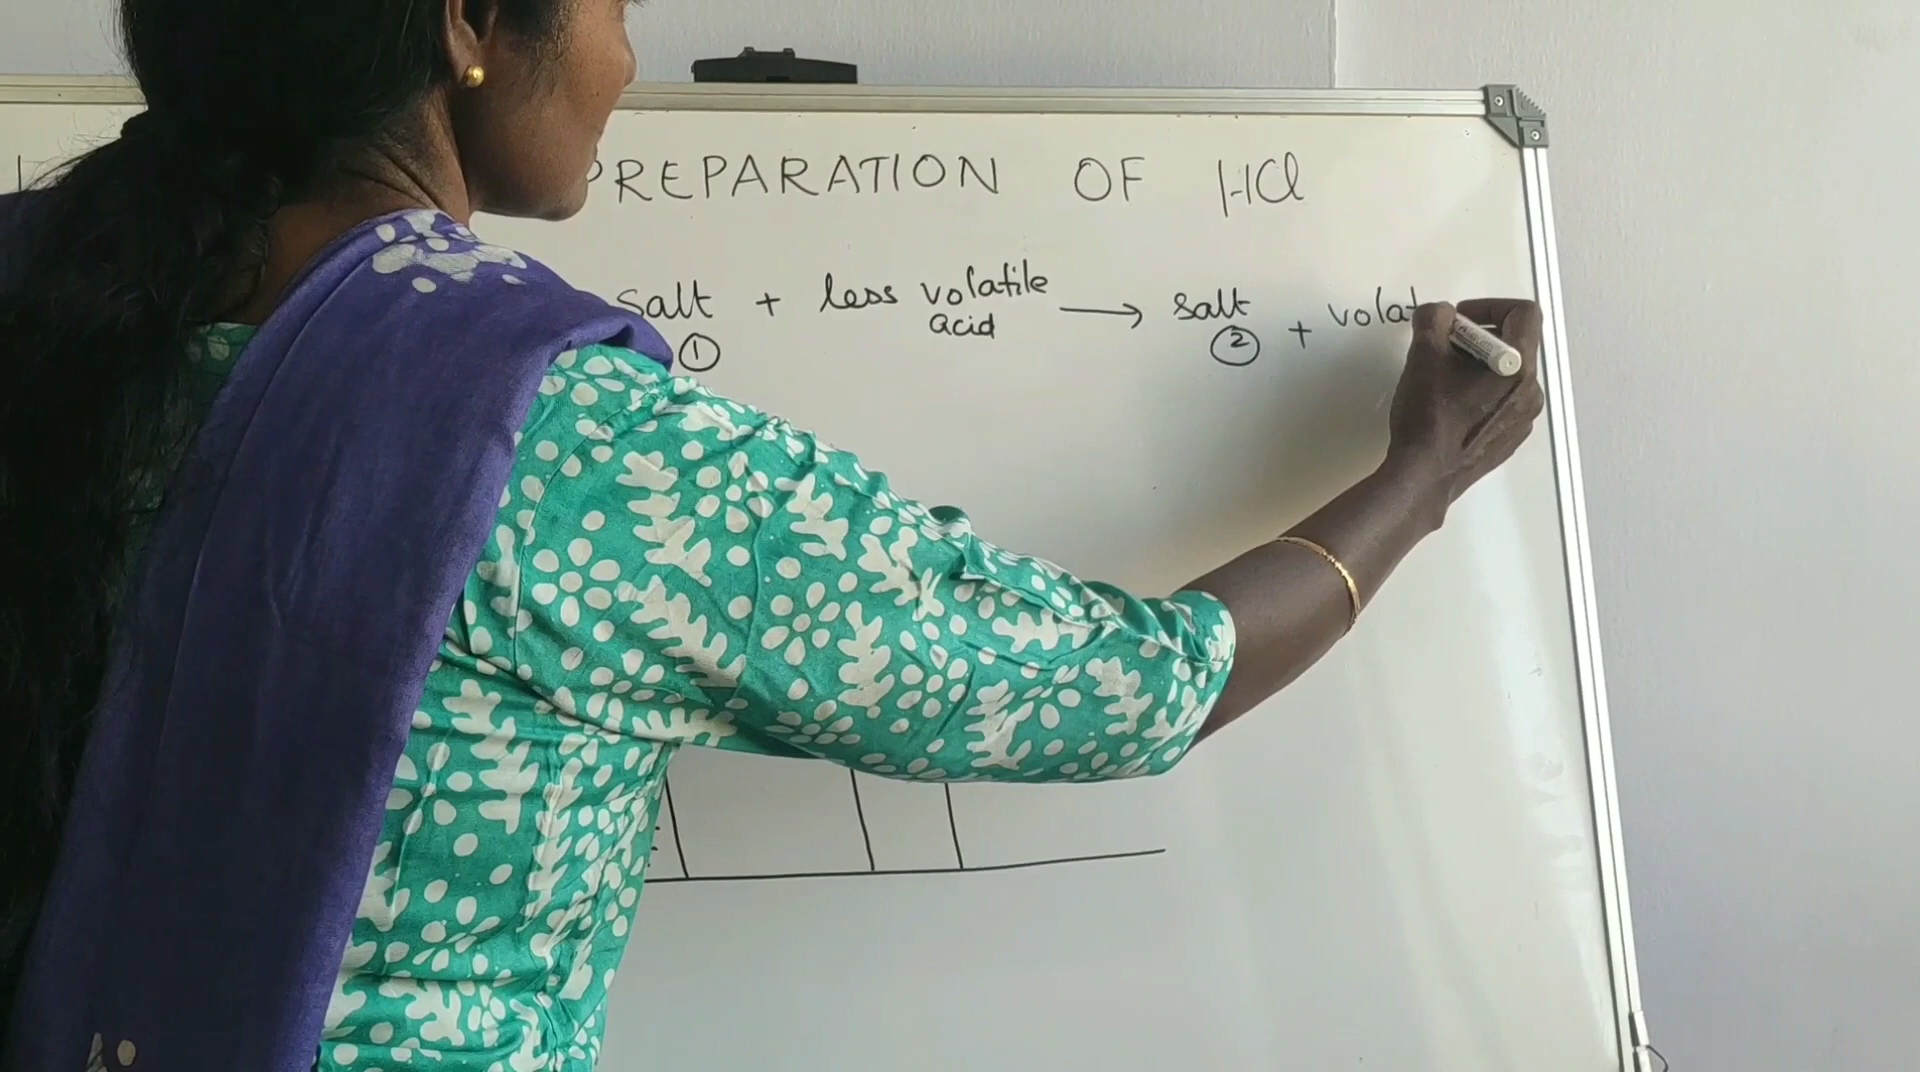 PREPARATION OF HCl
salt + less volatile acid → salt + volat
① ②